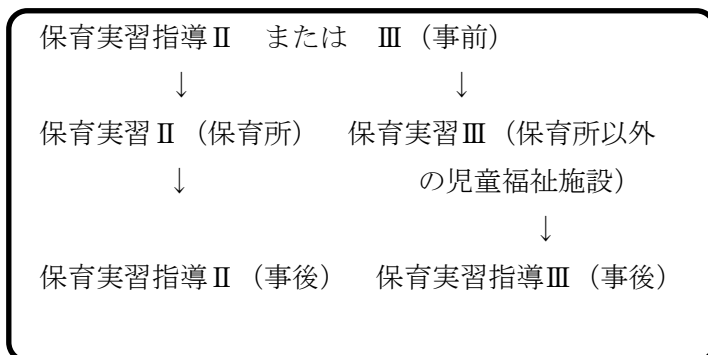 保育実習指導Ⅱ　または　Ⅲ（事前）
↓　↓
保育実習Ⅱ（保育所）　保育実習Ⅲ（保育所以外
↓　の児童福祉施設）
↓
保育実習指導Ⅱ（事後）　保育実習指導Ⅲ（事後）